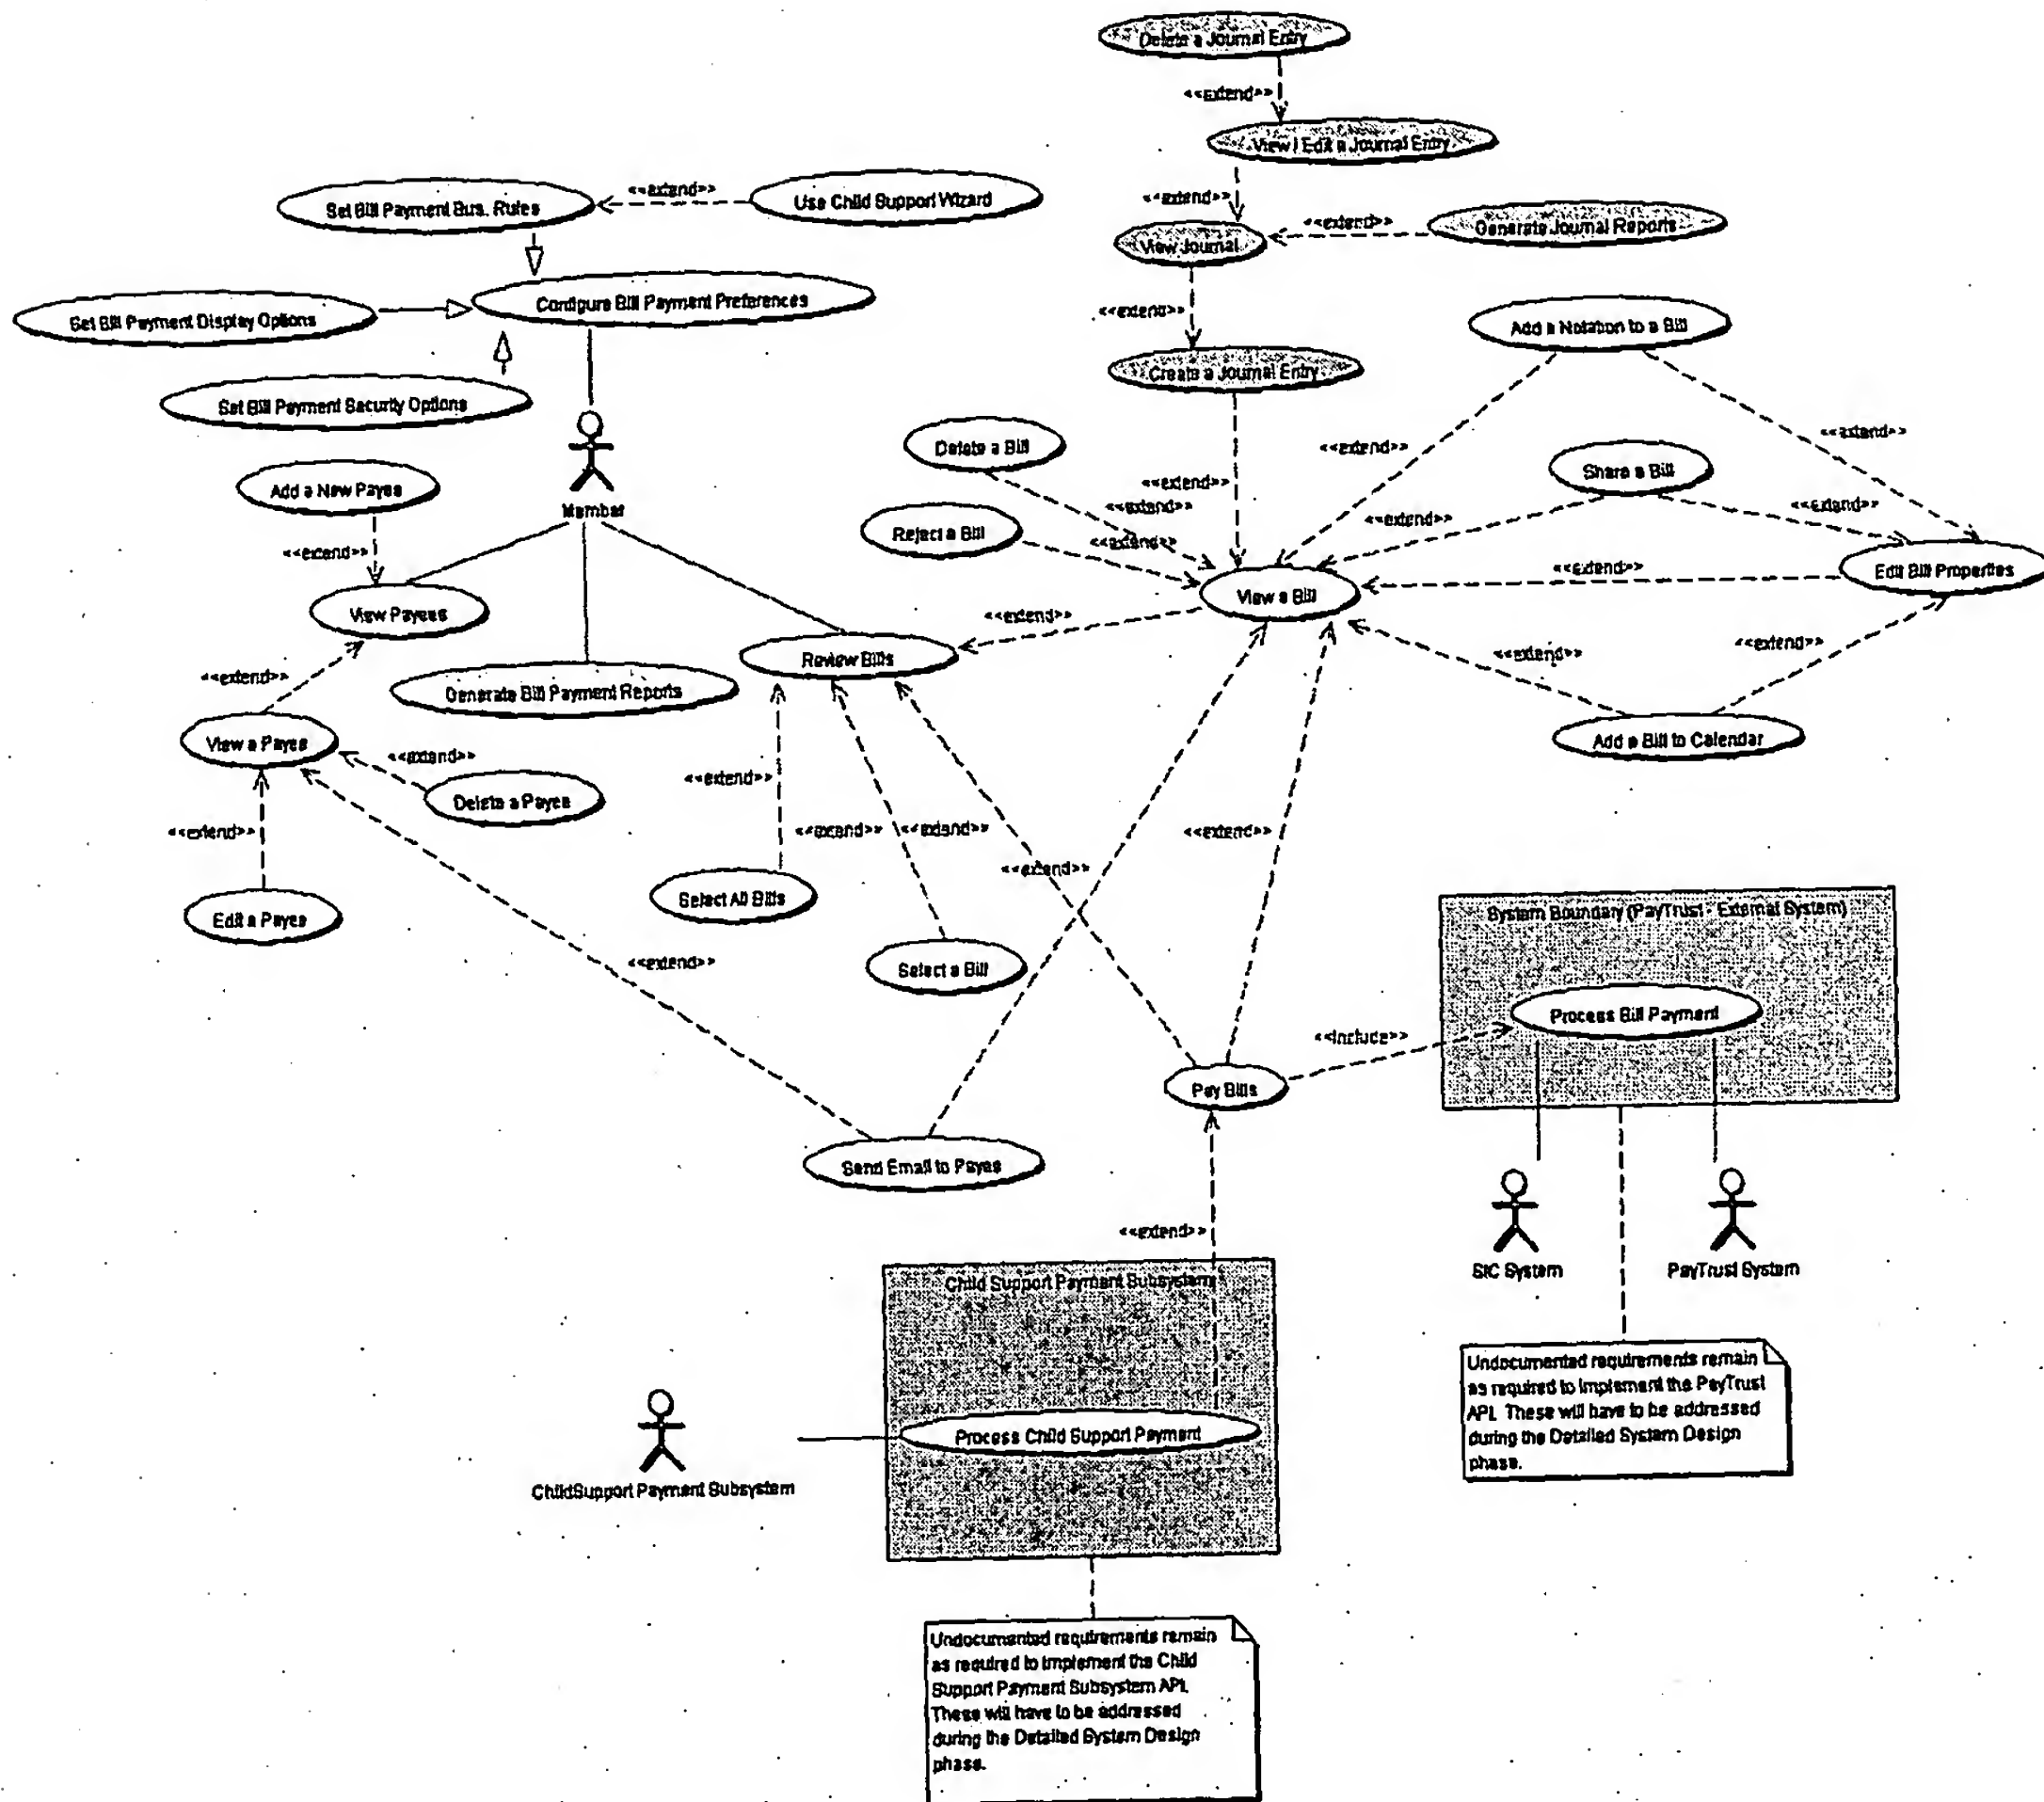 Delete a Journal Entry
<<extend>>
View / Edit a Journal Entry
Set Bill Payment Bus. Rules
<<extend>>
Use Child Support Wizard
<<extend>>
View Journal
<<extend>>
Generate Journal Reports
Set Bill Payment Display Options
Configure Bill Payment Preferences
<<extend>>
Add a Notation to a Bill
Create a Journal Entry
Set Bill Payment Security Options
Member
Add a New Payee
<<extend>>
View Payees
Delete a Bill
<<extend>>
Reject a Bill
<<extend>>
<<extend>>
<<extend>>
<<extend>>
Share a Bill
<<extend>>
<<extend>>
View a Bill
<<extend>>
Edit Bill Properties
<<extend>>
Review Bills
<<extend>>
<<extend>>
Add a Bill to Calendar
<<extend>>
Generate Bill Payment Reports
View a Payee
<<extend>>
Delete a Payee
<<extend>>
Edit a Payee
<<extend>>
Select All Bills
<<extend>>
<<extend>>
Select a Bill
<<extend>>
<<extend>>
<<extend>>
System Boundary (PayTrust - External System)
Process Bill Payment
<<include>>
Pay Bills
Send Email to Payee
<<extend>>
SIC System
PayTrust System
Child Support Payment Subsystem
Process Child Support Payment
ChildSupport Payment Subsystem
Undocumented requirements remain
as required to implement the PayTrust
API. These will have to be addressed
during the Detailed System Design
phase.
Undocumented requirements remain
as required to implement the Child
Support Payment Subsystem API.
These will have to be addressed
during the Detailed System Design
phase.